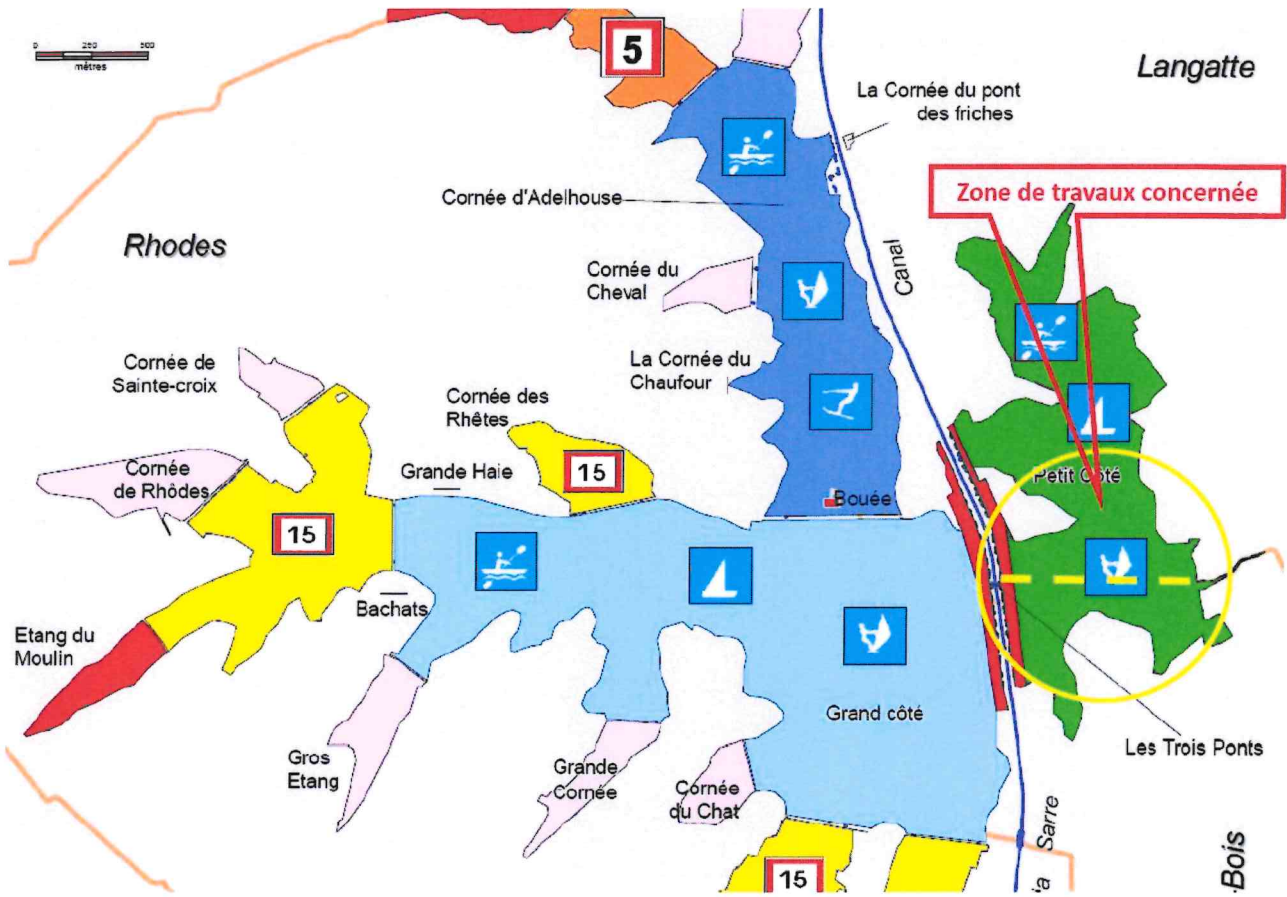 0 250 500
mètres
5
Langatte
La Cornée du pont
des friches
Zone de travaux concernée
Cornée d'Adelhouse
Rhodes
Canal
Cornée du
Cheval
Cornée de
Sainte-croix
La Cornée du
Chaufour
Cornée des
Rhêtes
Cornée
de Rhôdes
Grande Haie
15
Petit Côté
Bouée
15
Bachats
Etang du
Moulin
Grand côté
Les Trois Ponts
Gros
Etang
Grande
Cornée
Cornée
du Chat
la Sarre
-Bois
15